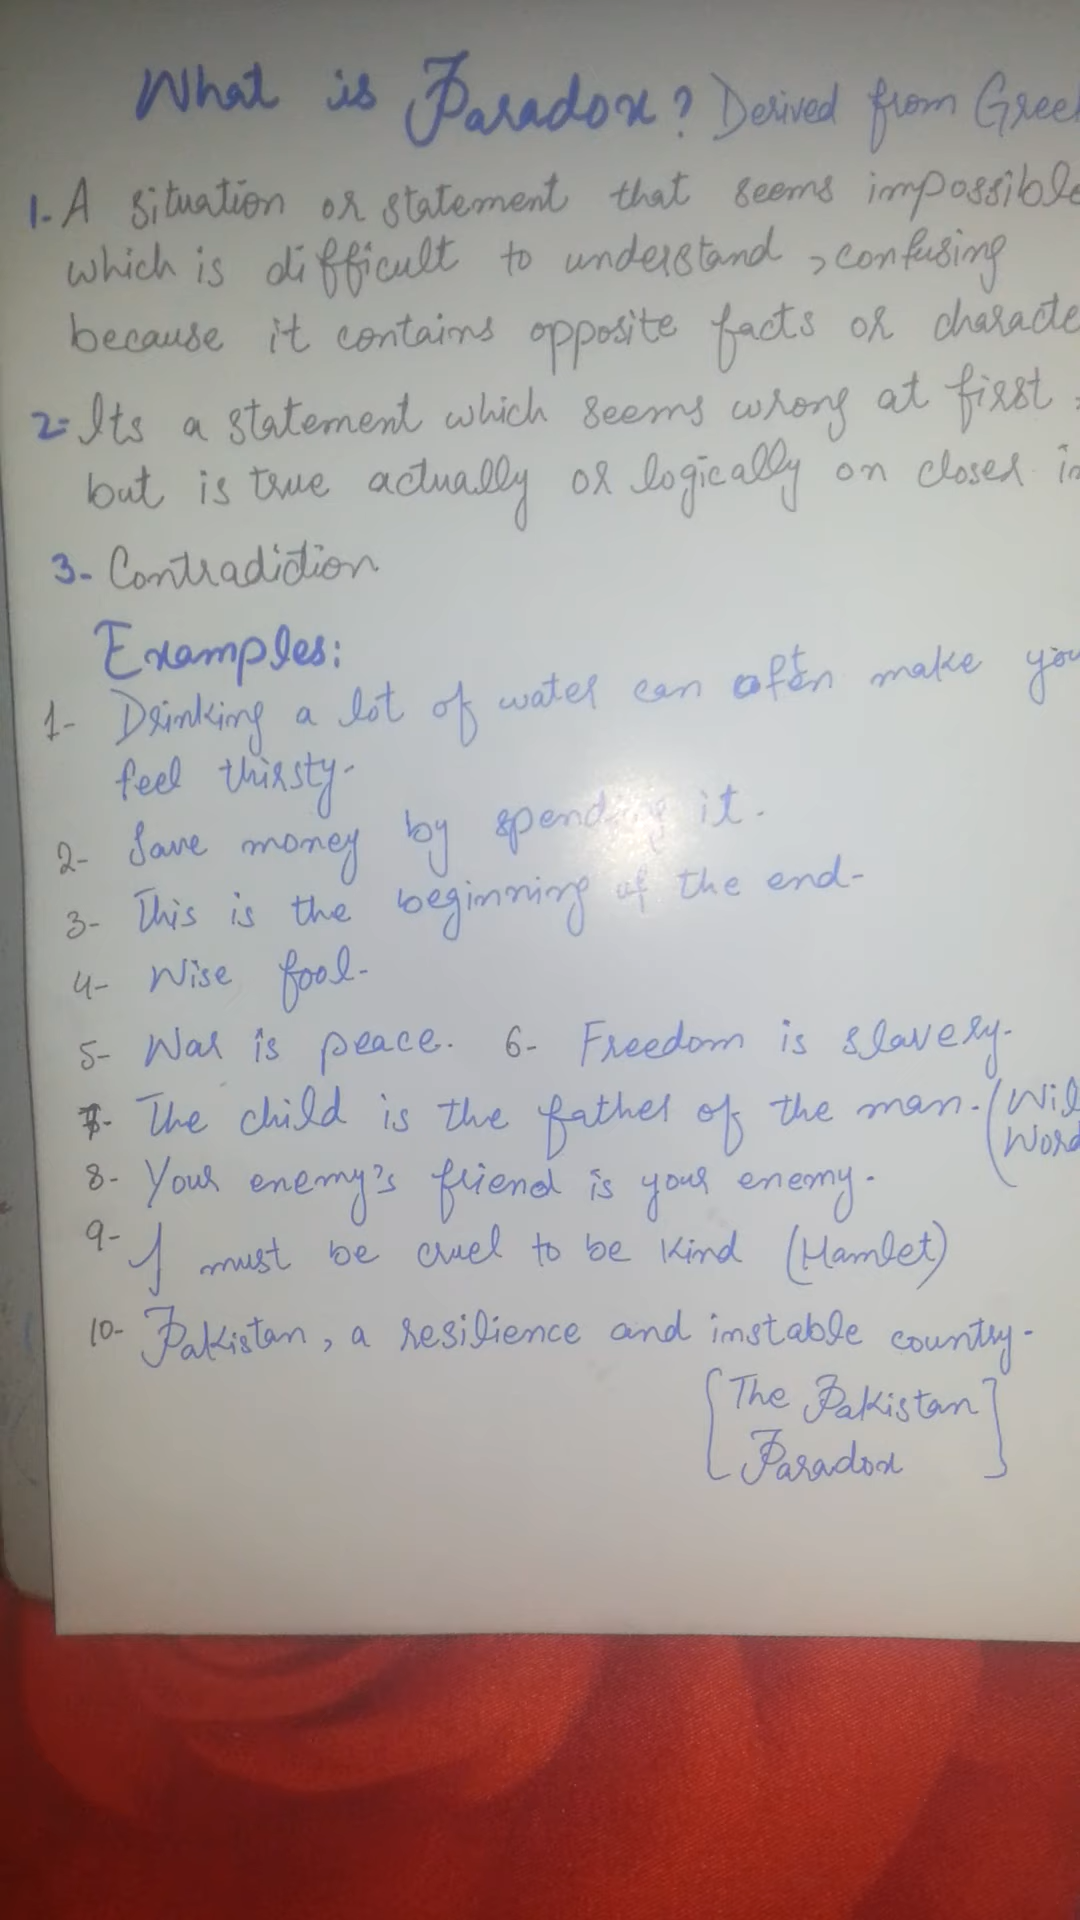 What is Paradox? Derived from Greek
1- A situation or statement that seems impossible
which is difficult to understand, confusing
because it contains opposite facts or characte
2- Its a statement which seems wrong at first
but is true actually or logically on closer in
3- Contradiction
Examples:
1- Drinking a lot of water can often make you
feel thirsty-
2- Save money by spending it.
3- This is the beginning of the end-
4- Wise fool-
5- War is peace. 6- Freedom is slavery-
7- The child is the father of the man- (Wil
Word
8- Your enemy's friend is your enemy-
9- I must be cruel to be Kind (Hamlet)
10- Pakistan, a resilience and instable country-
[The Pakistan]
Paradox